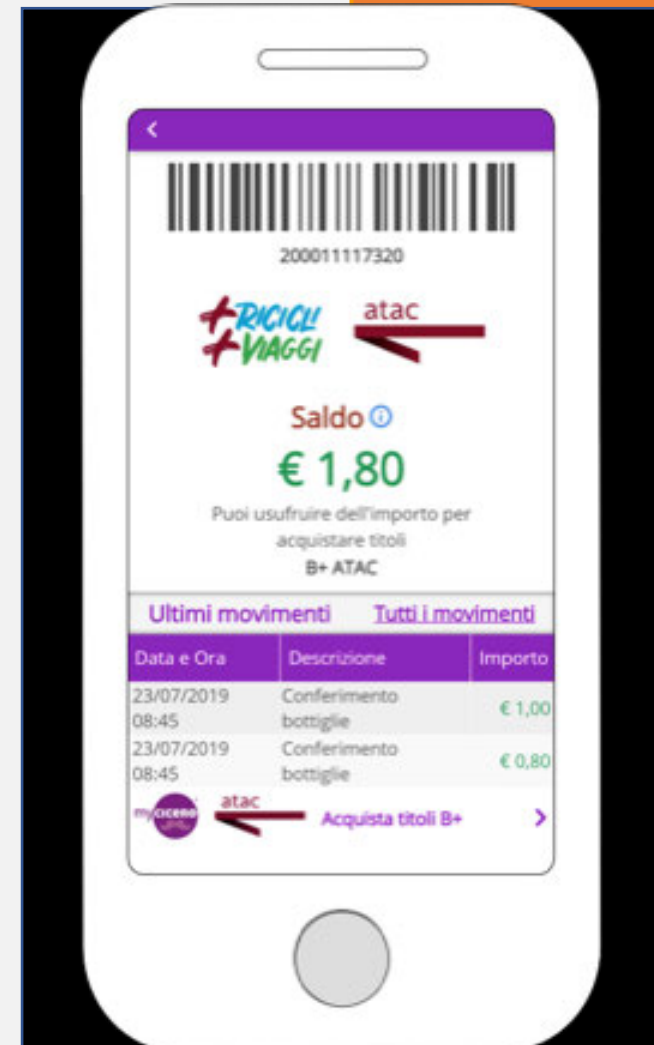 200011117320
+RICICLI
+VIAGGI
atac
Saldo
€ 1,80
Puoi usufruire dell'importo per
acquistare titoli
B+ ATAC
Ultimi movimenti Tutti i movimenti
Data e Ora Descrizione Importo
23/07/2019 Conferimento
08:45 bottiglie € 1,00
23/07/2019 Conferimento
08:45 bottiglie € 0,80
mycicero atac Acquista titoli B+